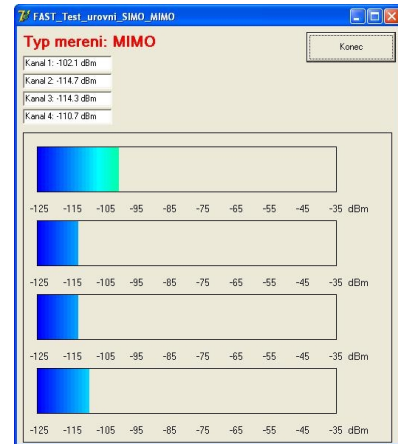 FAST_Test_urovni_SIMO_MIMO
Typ mereni: MIMO
Konec
Kanal 1: -102.1 dBm
Kanal 2: -114.7 dBm
Kanal 3: -114.3 dBm
Kanal 4: -110.7 dBm
-125 -115 -105 -95 -85 -75 -65 -55 -45 -35 dBm
-125 -115 -105 -95 -85 -75 -65 -55 -45 -35 dBm
-125 -115 -105 -95 -85 -75 -65 -55 -45 -35 dBm
-125 -115 -105 -95 -85 -75 -65 -55 -45 -35 dBm